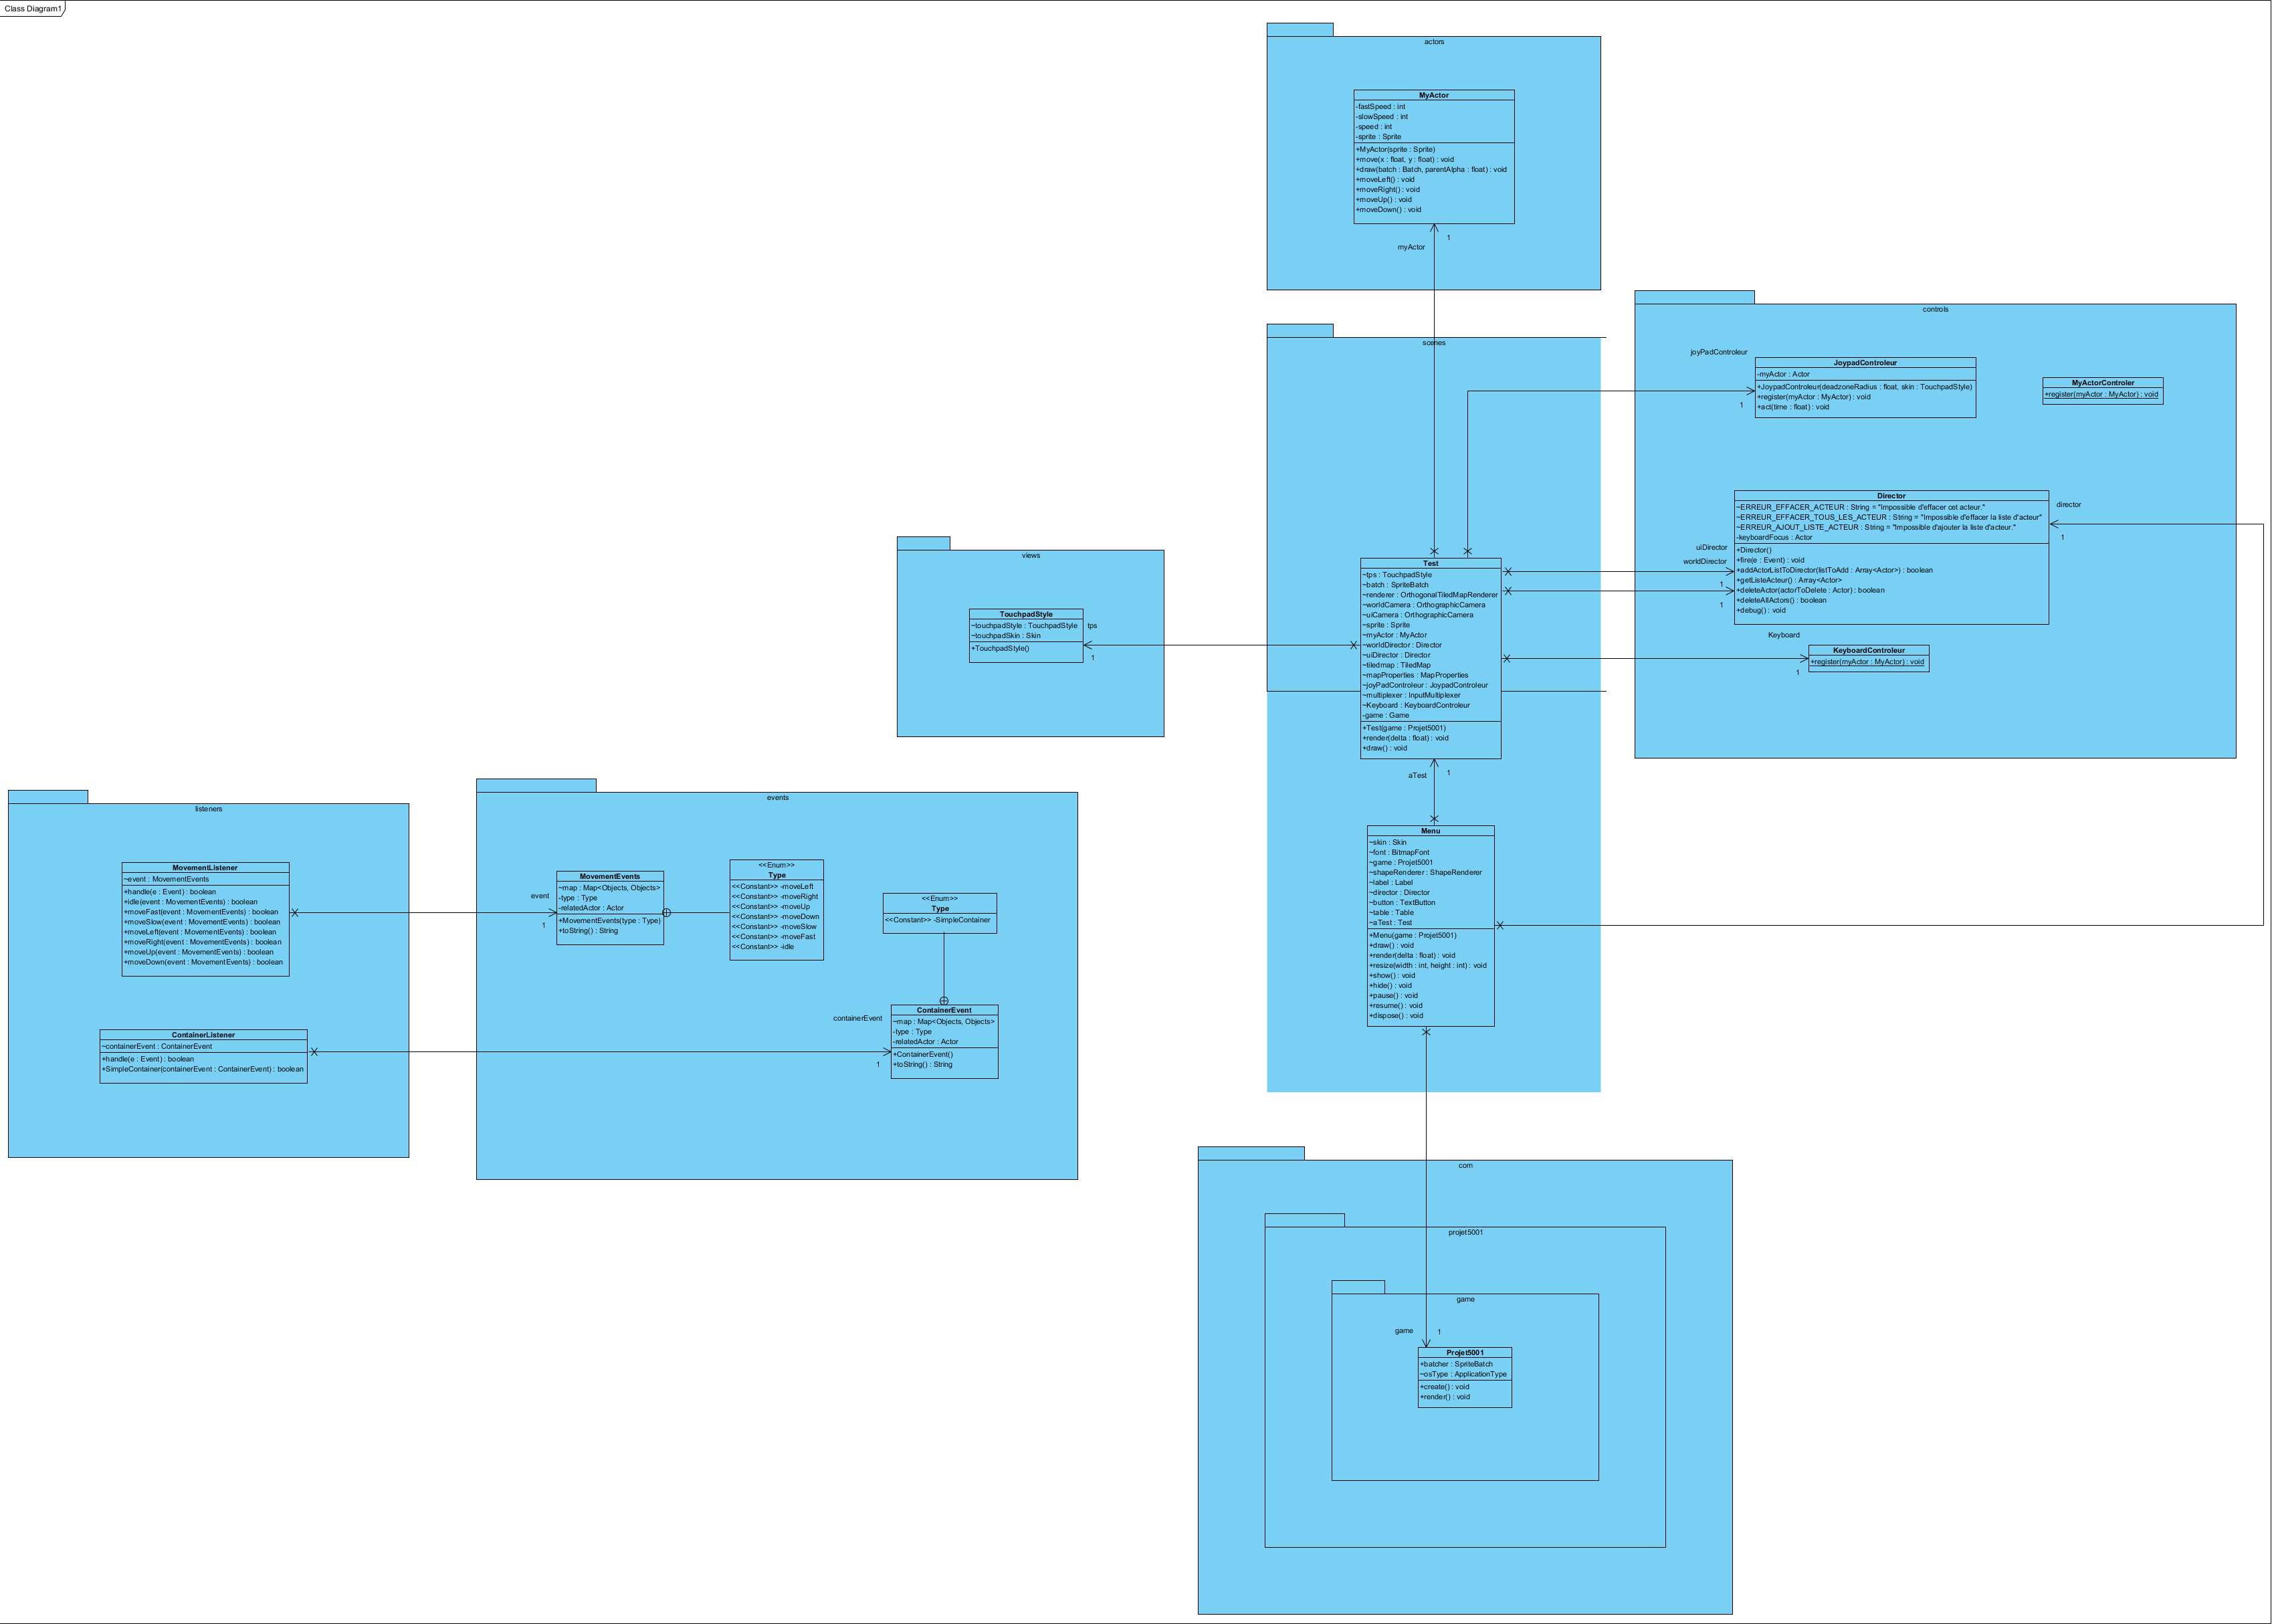 Class Diagram1
actors
MyActor
-fastSpeed : int
-slowSpeed : int
-speed : int
-sprite : Sprite
+MyActor(sprite : Sprite)
+move(x : float, y : float) : void
+draw(batch : Batch, parentAlpha : float) : void
+moveLeft() : void
+moveRight() : void
+moveUp() : void
+moveDown() : void
1
myActor
scenes
controls
joyPadControleur
JoypadControleur
-myActor : Actor
+JoypadControleur(deadzoneRadius : float, skin : TouchpadStyle)
+register(myActor : MyActor) : void
+act(time : float) : void
1
MyActorControler
+register(myActor : MyActor) : void
Director
~ERREUR_EFFACER_ACTEUR : String = "Impossible d'effacer cet acteur."
~ERREUR_EFFACER_TOUS_LES_ACTEUR : String = "Impossible d'effacer la liste d'acteur"
~ERREUR_AJOUT_LISTE_ACTEUR : String = "Impossible d'ajouter la liste d'acteur."
-keyboardFocus : Actor
+Director()
+fire(e : Event) : void
+addActorListToDirector(listToAdd : Array<Actor>) : boolean
+getListeActeur() : Array<Actor>
+deleteActor(actorToDelete : Actor) : boolean
+deleteAllActors() : boolean
+debug() : void
director
1
uiDirector
worldDirector
1
1
Keyboard
KeyboardControleur
+register(myActor : MyActor) : void
1
views
TouchpadStyle
~touchpadStyle : TouchpadStyle
~touchpadSkin : Skin
+TouchpadStyle()
tps
1
Test
~tps : TouchpadStyle
~batch : SpriteBatch
~renderer : OrthogonalTiledMapRenderer
~worldCamera : OrthographicCamera
~uiCamera : OrthographicCamera
~sprite : Sprite
~myActor : MyActor
~worldDirector : Director
~uiDirector : Director
~tiledmap : TiledMap
~mapProperties : MapProperties
~joyPadControleur : JoypadControleur
~multiplexer : InputMultiplexer
~Keyboard : KeyboardControleur
-game : Game
+Test(game : Projet5001)
+render(delta : float) : void
+draw() : void
aTest
1
Menu
~skin : Skin
~font : BitmapFont
~game : Projet5001
~shapeRenderer : ShapeRenderer
~label : Label
~director : Director
~button : TextButton
~table : Table
~aTest : Test
+Menu(game : Projet5001)
+draw() : void
+render(delta : float) : void
+resize(width : int, height : int) : void
+show() : void
+hide() : void
+pause() : void
+resume() : void
+dispose() : void
listeners
MovementListener
~event : MovementEvents
+handle(e : Event) : boolean
+idle(event : MovementEvents) : boolean
+moveFast(event : MovementEvents) : boolean
+moveSlow(event : MovementEvents) : boolean
+moveLeft(event : MovementEvents) : boolean
+moveRight(event : MovementEvents) : boolean
+moveUp(event : MovementEvents) : boolean
+moveDown(event : MovementEvents) : boolean
ContainerListener
~containerEvent : ContainerEvent
+handle(e : Event) : boolean
+SimpleContainer(containerEvent : ContainerEvent) : boolean
events
event
1
MovementEvents
~map : Map<Objects, Objects>
-type : Type
-relatedActor : Actor
+MovementEvents(type : Type)
+toString() : String
<<Enum>>
Type
<<Constant>> -moveLeft
<<Constant>> -moveRight
<<Constant>> -moveUp
<<Constant>> -moveDown
<<Constant>> -moveSlow
<<Constant>> -moveFast
<<Constant>> -idle
<<Enum>>
Type
<<Constant>> -SimpleContainer
containerEvent
1
ContainerEvent
~map : Map<Objects, Objects>
-type : Type
-relatedActor : Actor
+ContainerEvent()
+toString() : String
com
projet5001
game
game
1
Projet5001
+batcher : SpriteBatch
~osType : ApplicationType
+create() : void
+render() : void